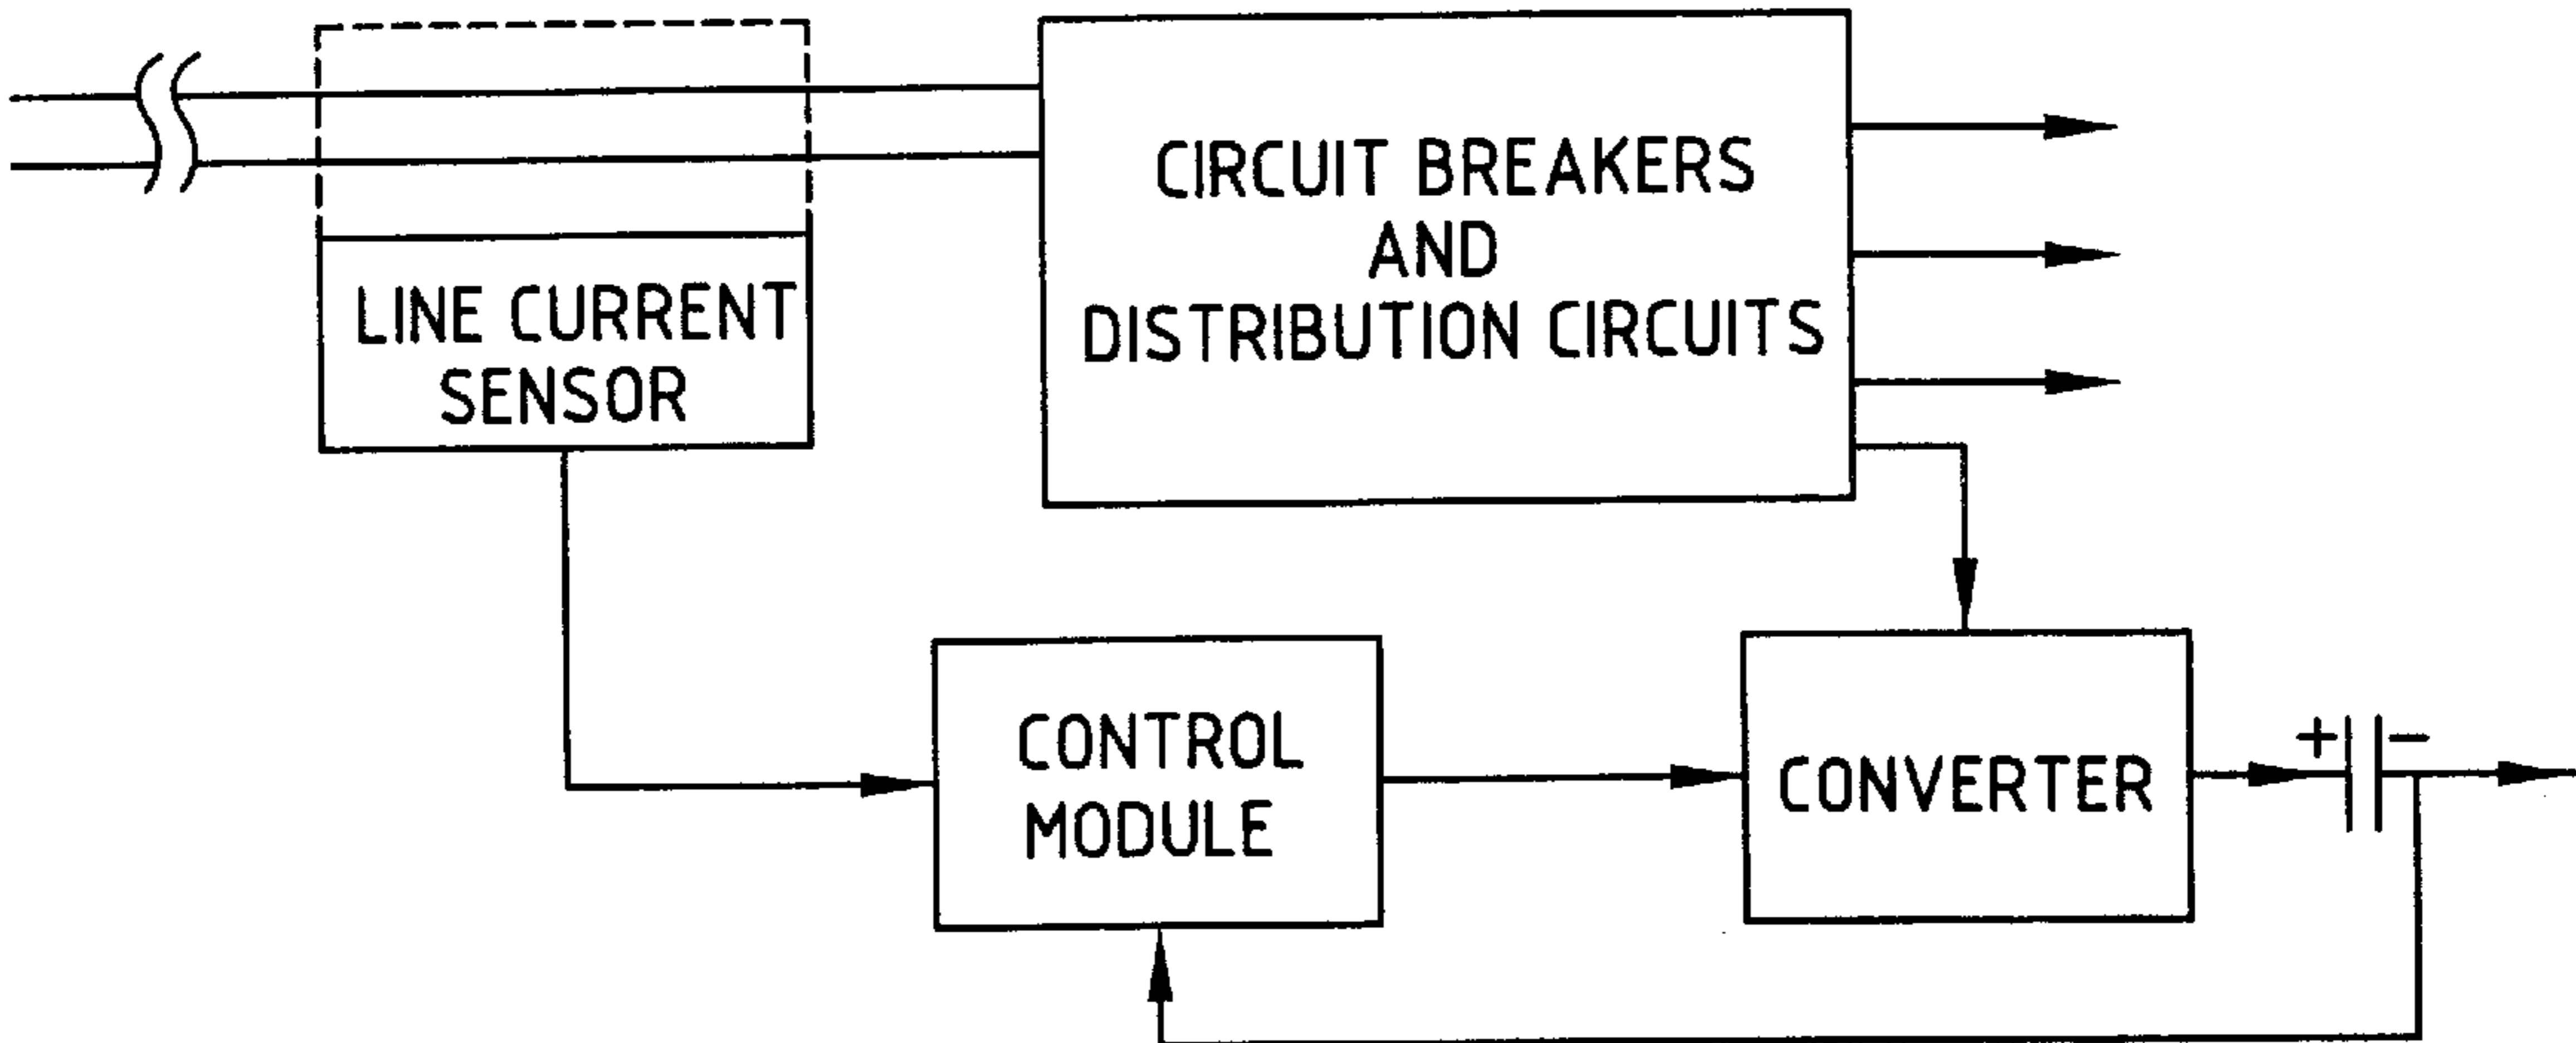 CIRCUIT BREAKERS
AND
DISTRIBUTION CIRCUITS
LINE CURRENT
SENSOR
CONTROL
MODULE
CONVERTER
+ −